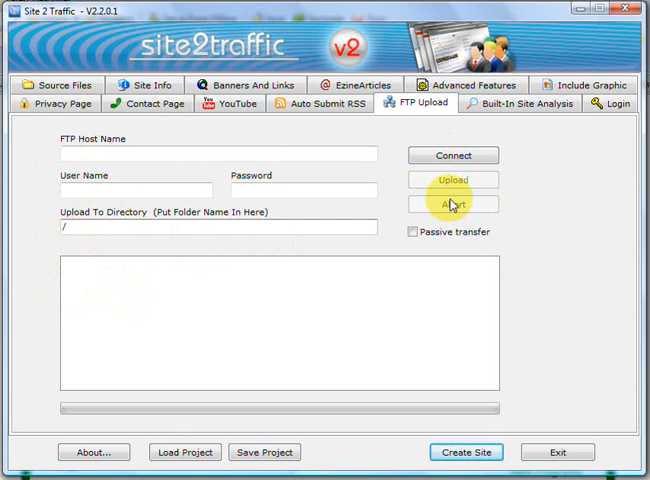 Site 2 Traffic - V2.2.0.1
site2traffic v2
Source Files Site Info Banners And Links EzineArticles Advanced Features Include Graphic
Privacy Page Contact Page YouTube Auto Submit RSS FTP Upload Built-In Site Analysis Login
FTP Host Name
Connect
User Name Password
Upload
Upload To Directory (Put Folder Name In Here)
/
Passive transfer
About... Load Project Save Project Create Site Exit